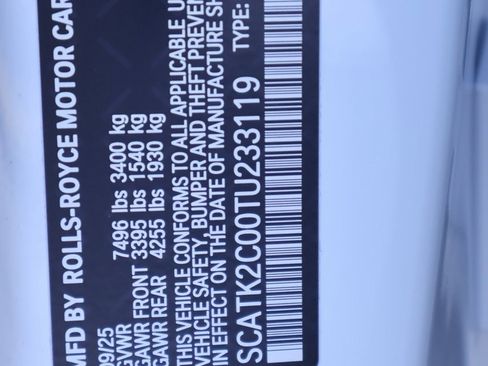 MFD BY ROLLS-ROYCE MOTOR CAR
09/25
GVWR 7496 lbs 3400 kg
GAWR FRONT 3395 lbs 1540 kg
GAWR REAR 4255 lbs 1930 kg
THIS VEHICLE CONFORMS TO ALL APPLICABLE U
VEHICLE SAFETY, BUMPER AND THEFT PREVEN
IN EFFECT ON THE DATE OF MANUFACTURE SH
SCATK2C00TU233119 TYPE: